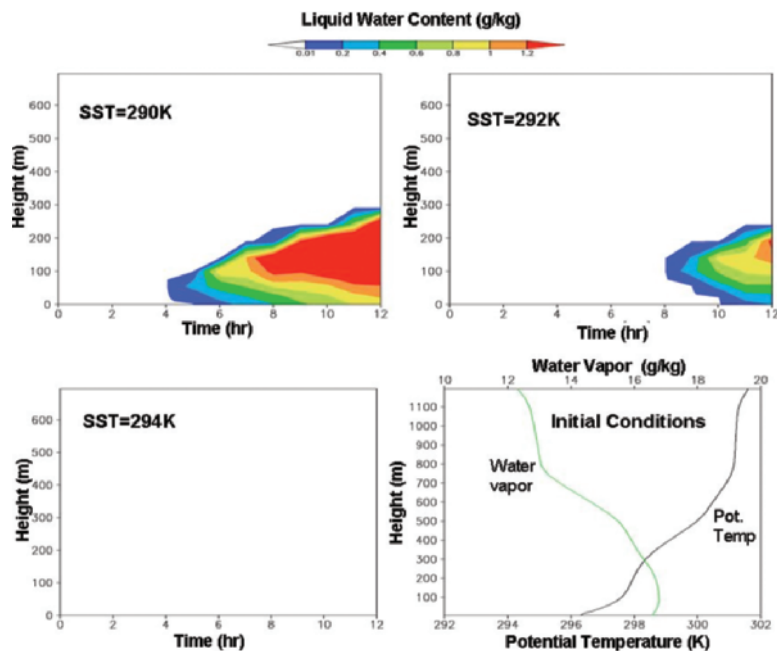 Liquid Water Content (g/kg)
0.01 0.2 0.4 0.6 0.8 1 1.2
SST=290K
Height (m)
600
500
400
300
200
100
0
0 2 4 6 8 10 12
Time (hr)
SST=292K
Height (m)
600
500
400
300
200
100
0
0 2 4 6 8 10 12
Time (hr)
SST=294K
Height (m)
600
500
400
300
200
100
0
0 2 4 6 8 10 12
Time (hr)
Water Vapor (g/kg)
10 12 14 16 18 20
Initial Conditions
Water
vapor
Pot.
Temp
Height (m)
1100
1000
900
800
700
600
500
400
300
200
100
292 294 296 298 300 302
Potential Temperature (K)